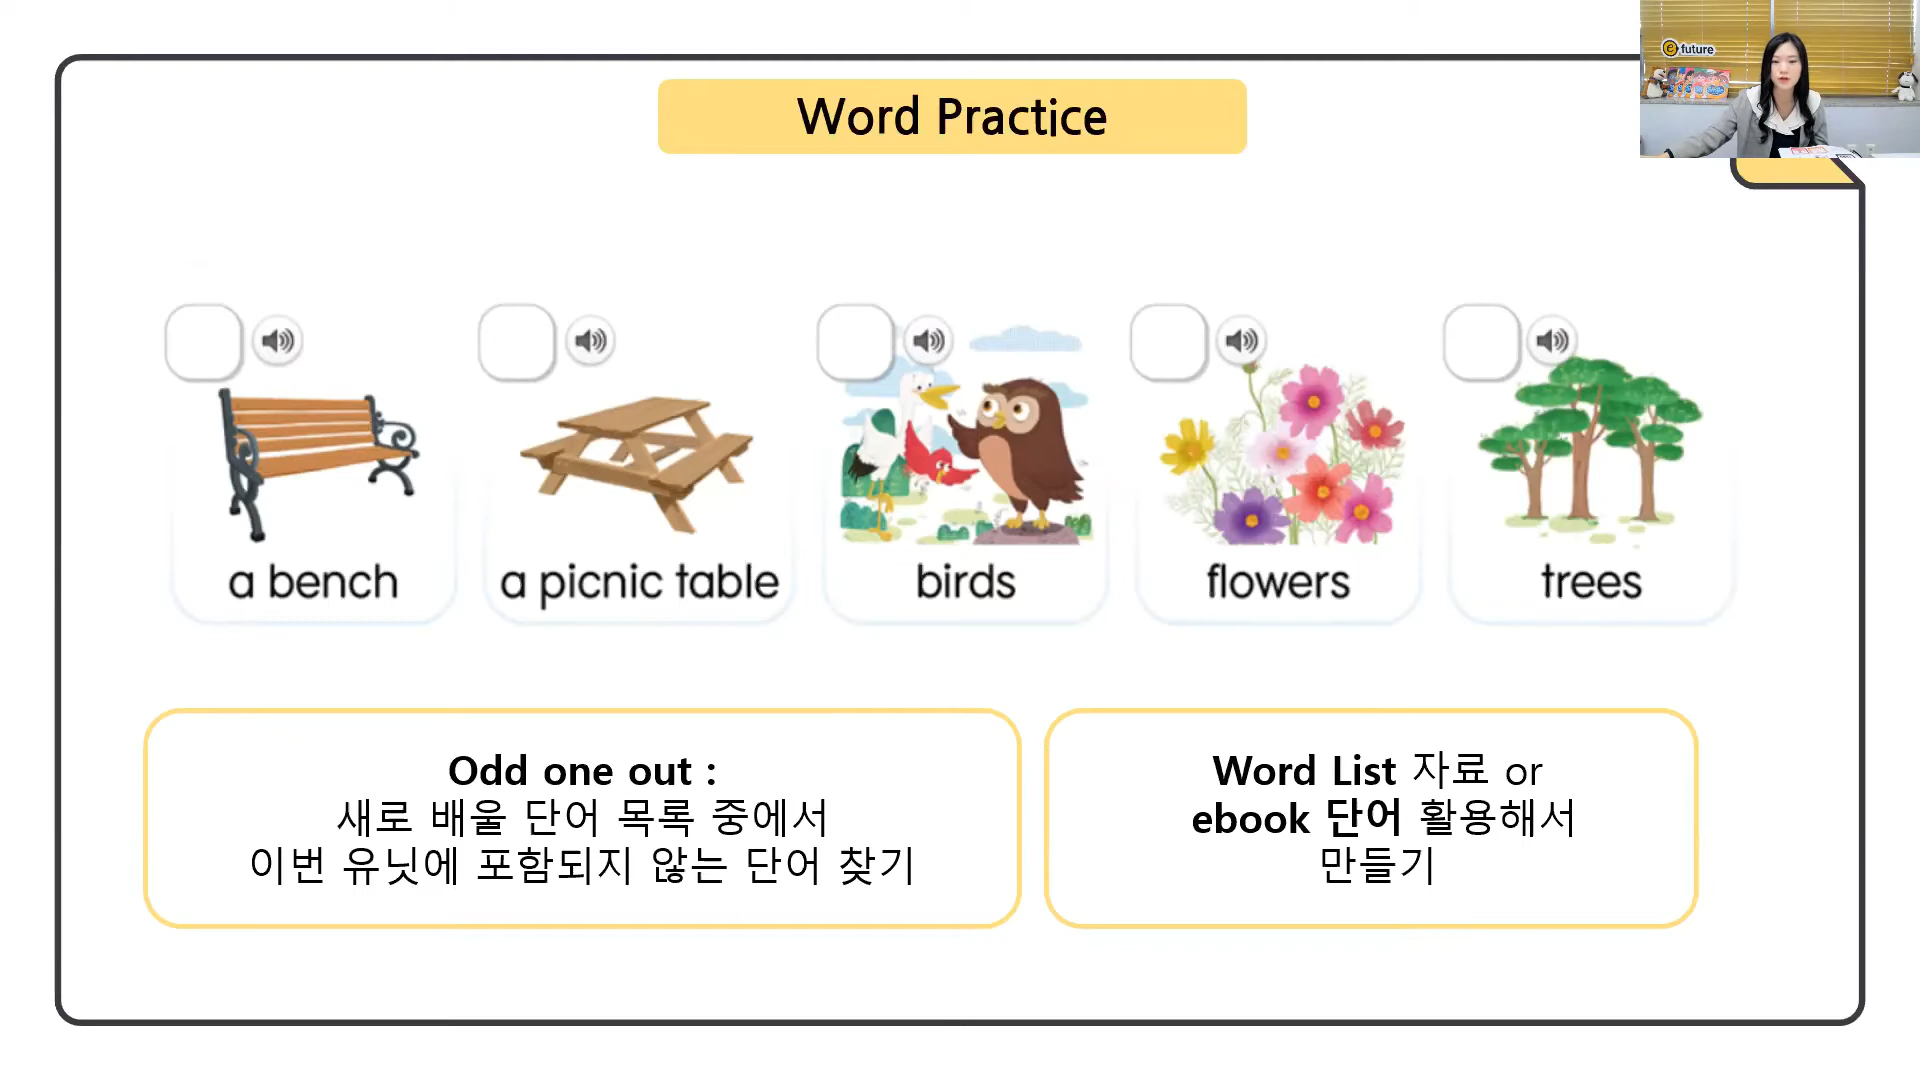 e future
Word Practice
a bench
a picnic table
birds
flowers
trees
Odd one out :
새로 배울 단어 목록 중에서
이번 유닛에 포함되지 않는 단어 찾기
Word List 자료 or
ebook 단어 활용해서
만들기